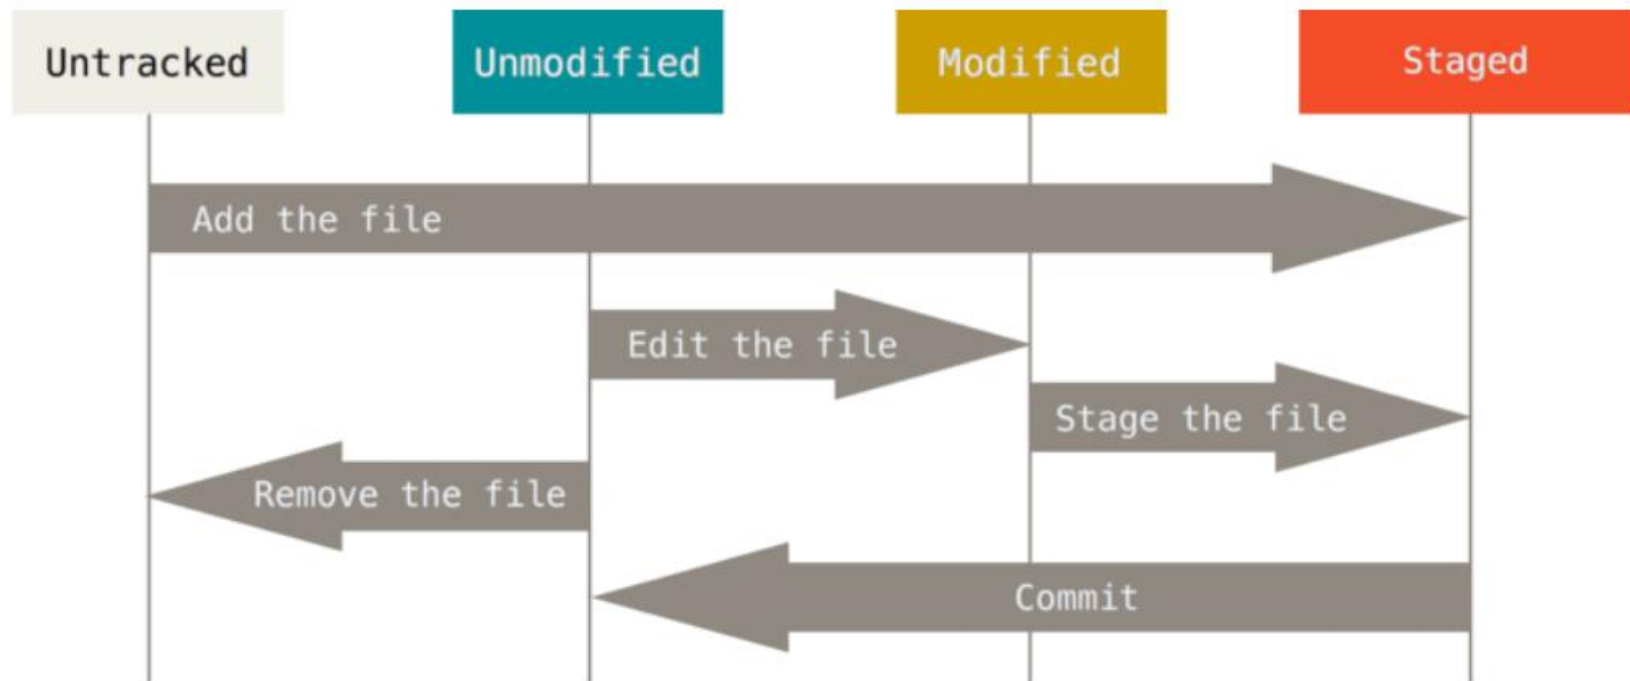 Untracked
Unmodified
Modified
Staged
Add the file
Edit the file
Stage the file
Remove the file
Commit